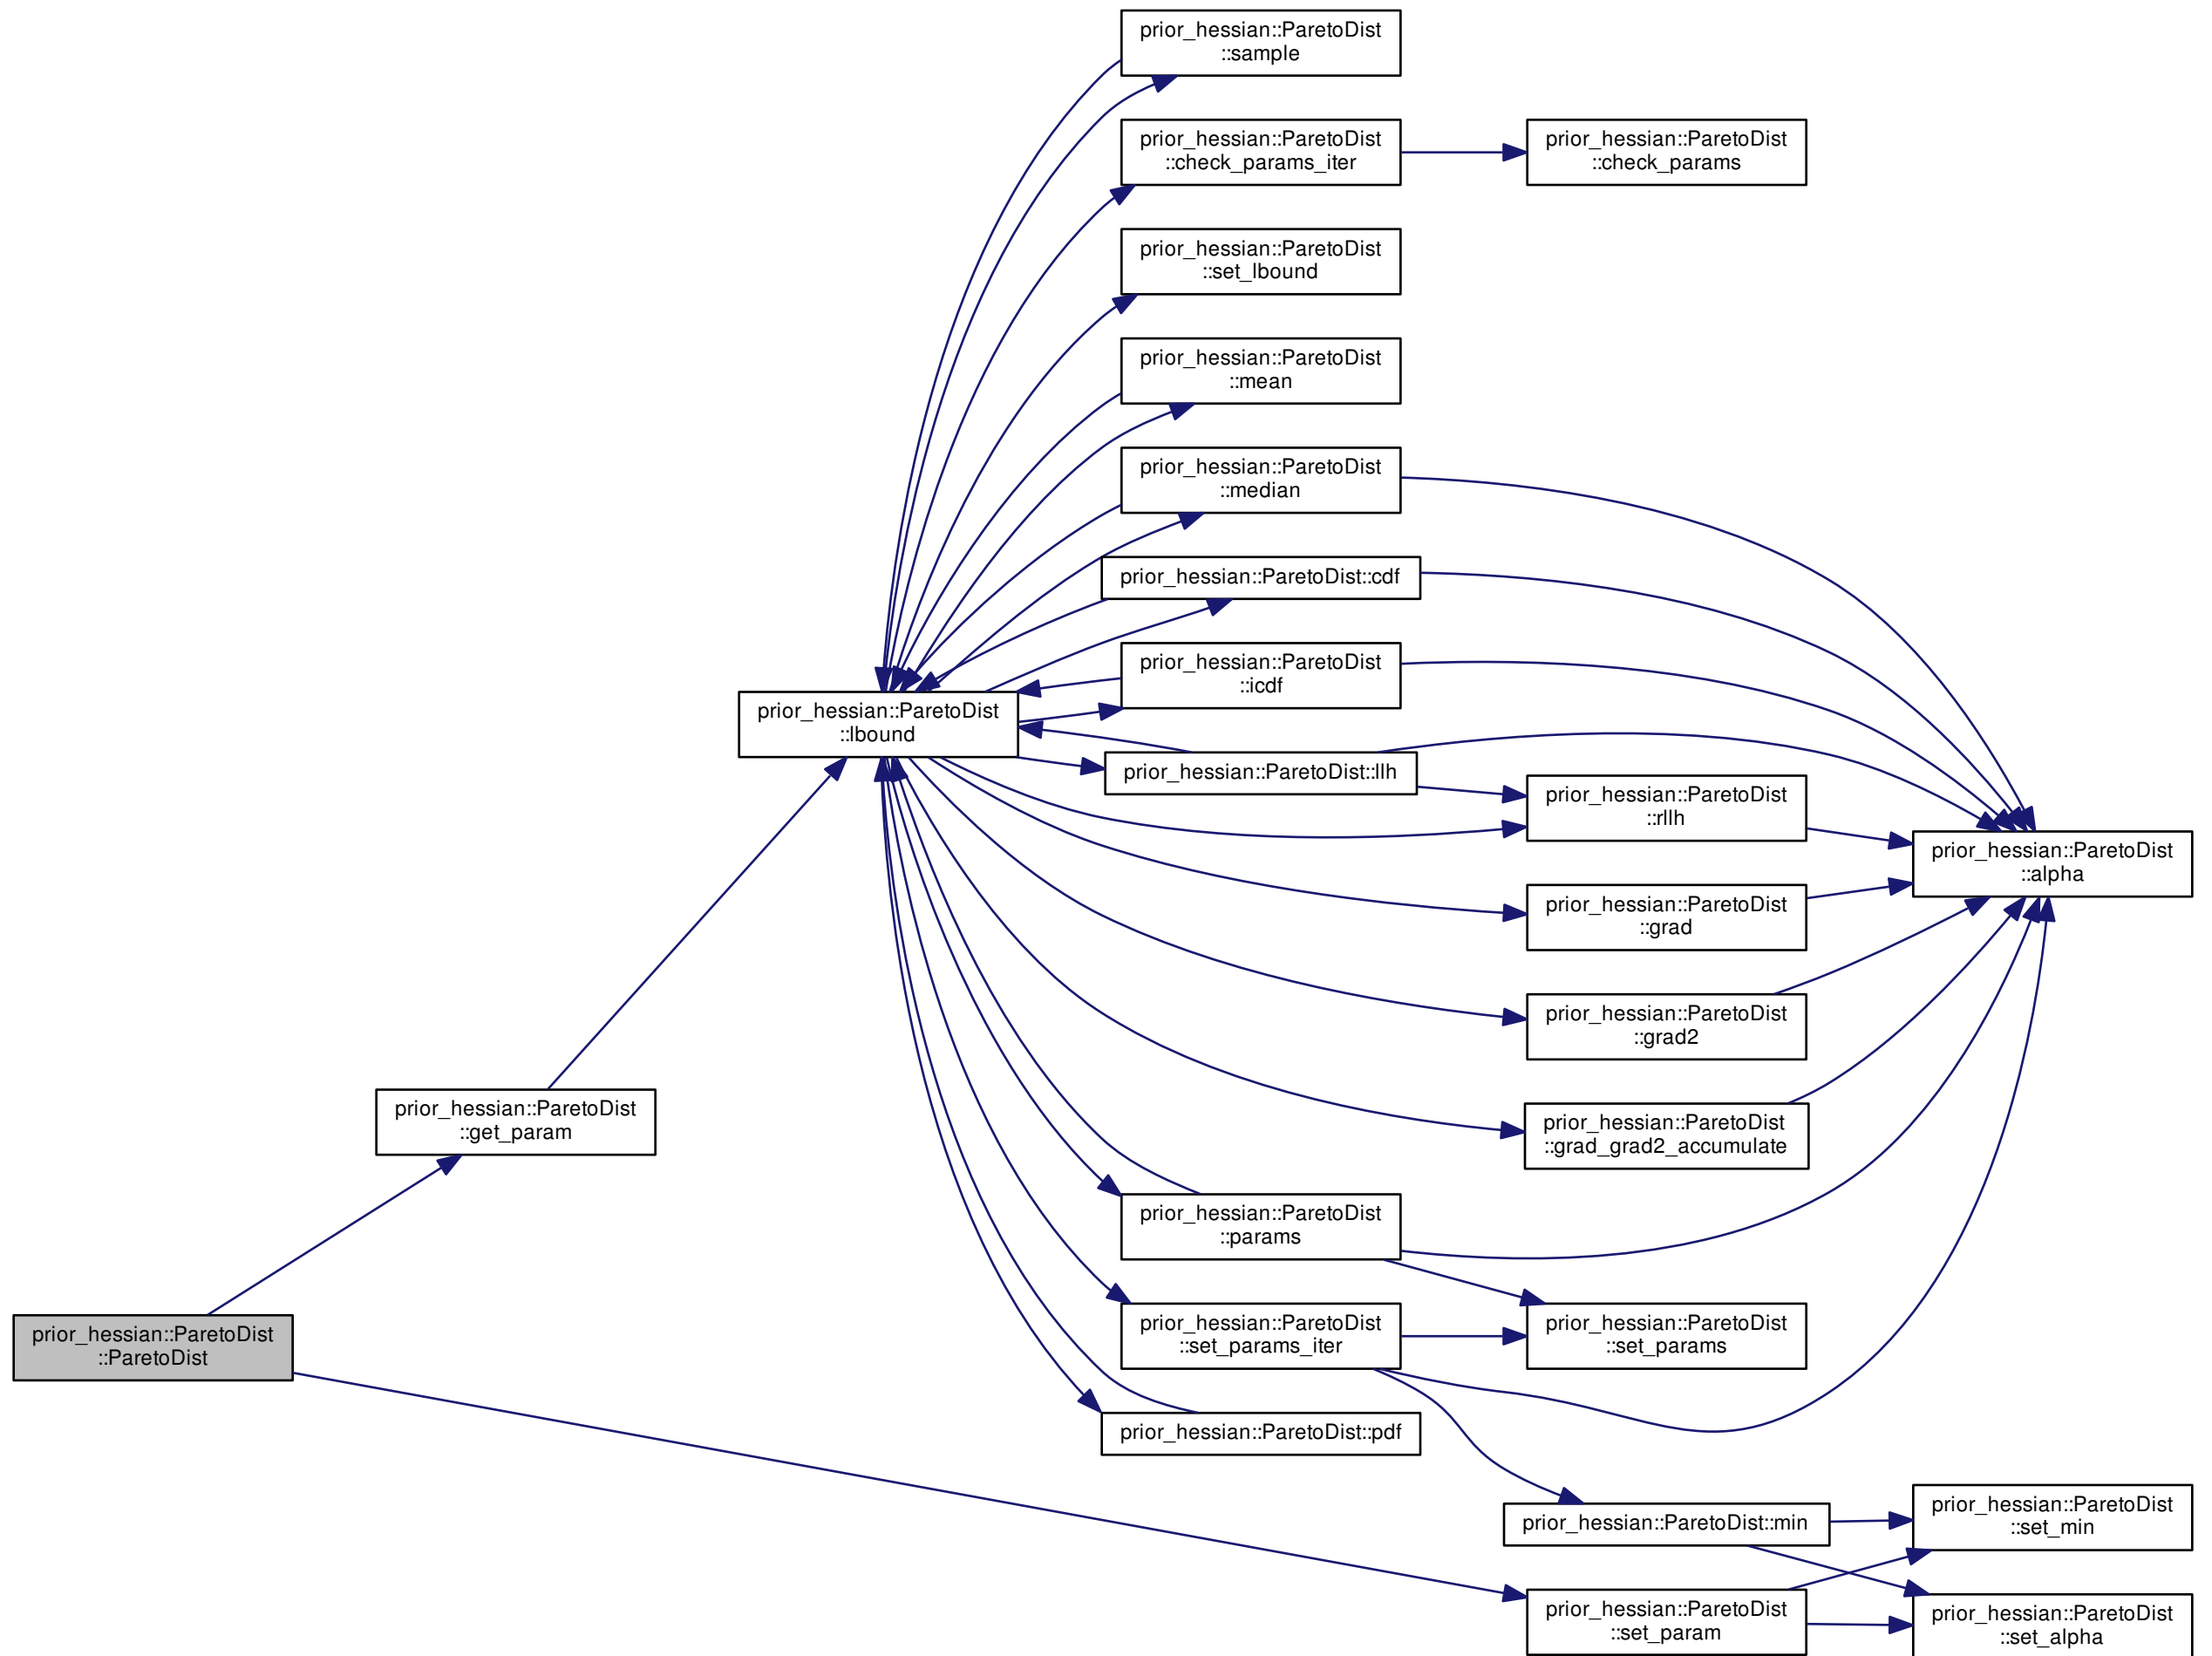 prior_hessian::ParetoDist
::sample
prior_hessian::ParetoDist
::check_params_iter
prior_hessian::ParetoDist
::check_params
prior_hessian::ParetoDist
::set_lbound
prior_hessian::ParetoDist
::mean
prior_hessian::ParetoDist
::median
prior_hessian::ParetoDist::cdf
prior_hessian::ParetoDist
::icdf
prior_hessian::ParetoDist
::lbound
prior_hessian::ParetoDist::llh
prior_hessian::ParetoDist
::rllh
prior_hessian::ParetoDist
::alpha
prior_hessian::ParetoDist
::grad
prior_hessian::ParetoDist
::grad2
prior_hessian::ParetoDist
::get_param
prior_hessian::ParetoDist
::grad_grad2_accumulate
prior_hessian::ParetoDist
::params
prior_hessian::ParetoDist
::ParetoDist
prior_hessian::ParetoDist
::set_params_iter
prior_hessian::ParetoDist
::set_params
prior_hessian::ParetoDist::pdf
prior_hessian::ParetoDist::min
prior_hessian::ParetoDist
::set_min
prior_hessian::ParetoDist
::set_param
prior_hessian::ParetoDist
::set_alpha